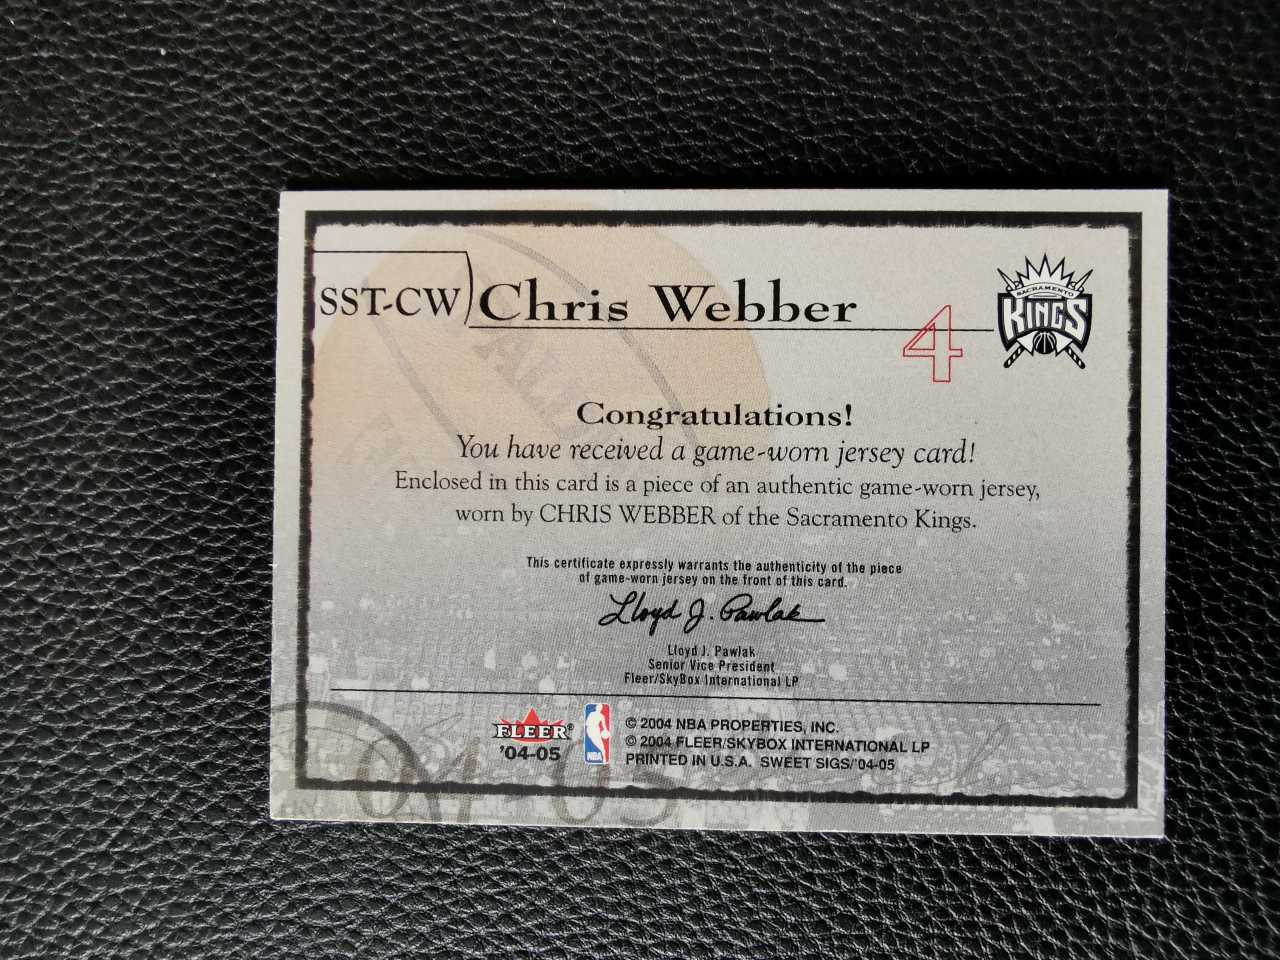 SST-CW Chris Webber
4
SACRAMENTO
KINGS
Congratulations!
You have received a game-worn jersey card!
Enclosed in this card is a piece of an authentic game-worn jersey,
worn by CHRIS WEBBER of the Sacramento Kings.
This certificate expressly warrants the authenticity of the piece
of game-worn jersey on the front of this card.
Lloyd J. Pawlak
Lloyd J. Pawlak
Senior Vice President
Fleer/SkyBox International LP
FLEER®
'04-05
NBA
© 2004 NBA PROPERTIES, INC.
© 2004 FLEER/SKYBOX INTERNATIONAL LP
PRINTED IN U.S.A. SWEET SIGS/'04-05
04-05